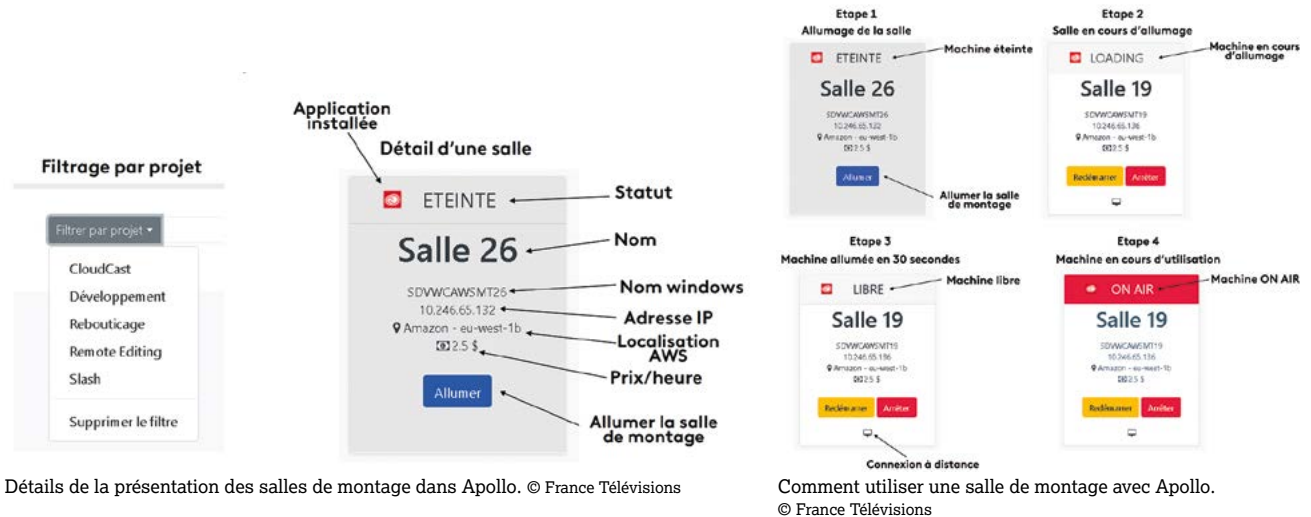 Filtrage par projet
Filtrer par projet
CloudCast
Développement
Rebouticage
Remote Editing
Slash
Supprimer le filtre
Application
installée
Détail d'une salle
ETEINTE
Statut
Salle 26
Nom
SDVWCAWSMT26
Nom windows
10.246.65.132
Adresse IP
Amazon - eu-west-1b
Localisation
AWS
2.5 $
Prix/heure
Allumer
Allumer la salle
de montage
Détails de la présentation des salles de montage dans Apollo. © France Télévisions
Etape 1
Allumage de la salle
ETEINTE
Machine éteinte
Salle 26
SDVWCAWSMT26
10.246.65.132
Amazon - eu-west-1b
2.5 $
Allumer
Allumer la salle
de montage
Etape 2
Salle en cours d'allumage
LOADING
Machine en cours
d'allumage
Salle 19
SDVWCAWSMT19
10.246.65.136
Amazon - eu-west-1b
2.5 $
Redémarrer Arrêter
Etape 3
Machine allumée en 30 secondes
LIBRE
Machine libre
Salle 19
SDVWCAWSMT19
10.246.65.136
Amazon - eu-west-1b
2.5 $
Redémarrer Arrêter
Connexion à distance
Etape 4
Machine en cours d'utilisation
ON AIR
Machine ON AIR
Salle 19
SDVWCAWSMT19
10.246.65.136
Amazon - eu-west-1b
2.5 $
Redémarrer Arrêter
Comment utiliser une salle de montage avec Apollo.
© France Télévisions